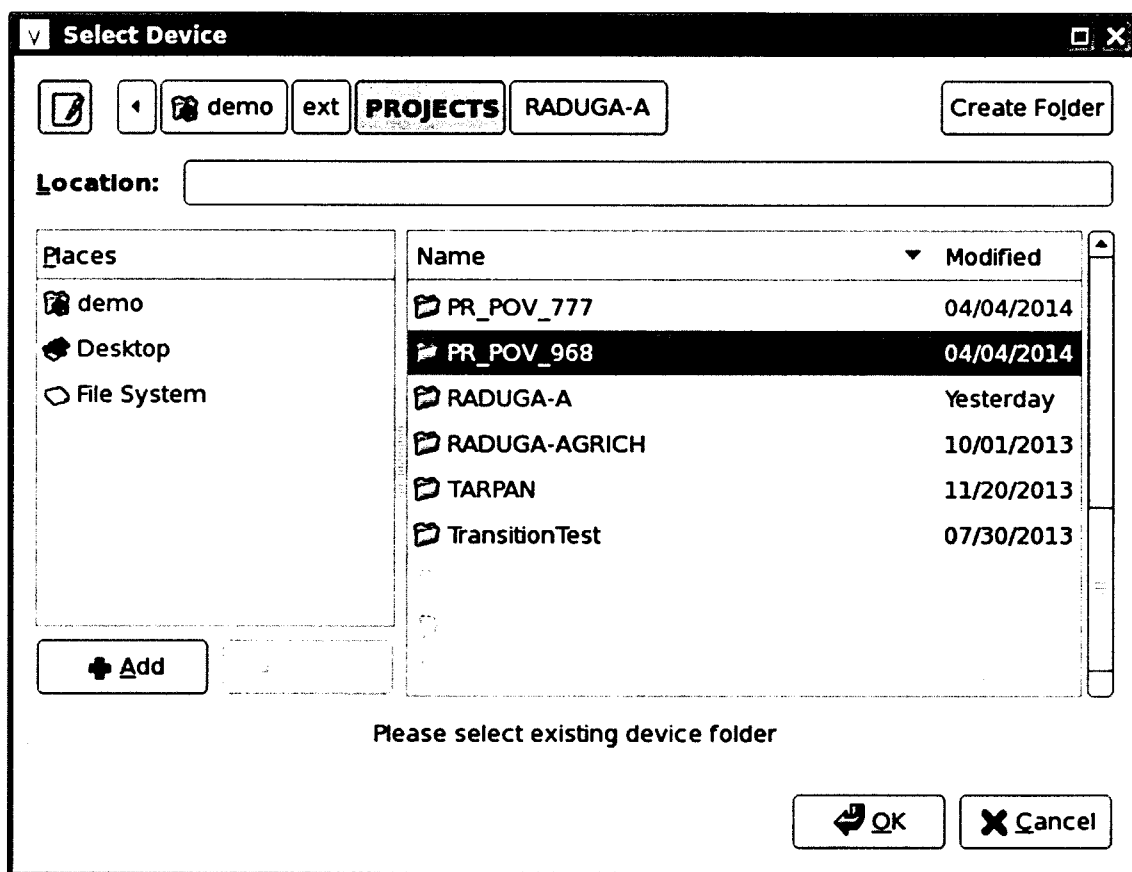 V Select Device
demo ext PROJECTS RADUGA-A Create Folder
Location:
Places
demo
Desktop
File System
Add
Name Modified
PR_POV_777 04/04/2014
PR_POV_968 04/04/2014
RADUGA-A Yesterday
RADUGA-AGRICH 10/01/2013
TARPAN 11/20/2013
TransitionTest 07/30/2013
Please select existing device folder
OK Cancel